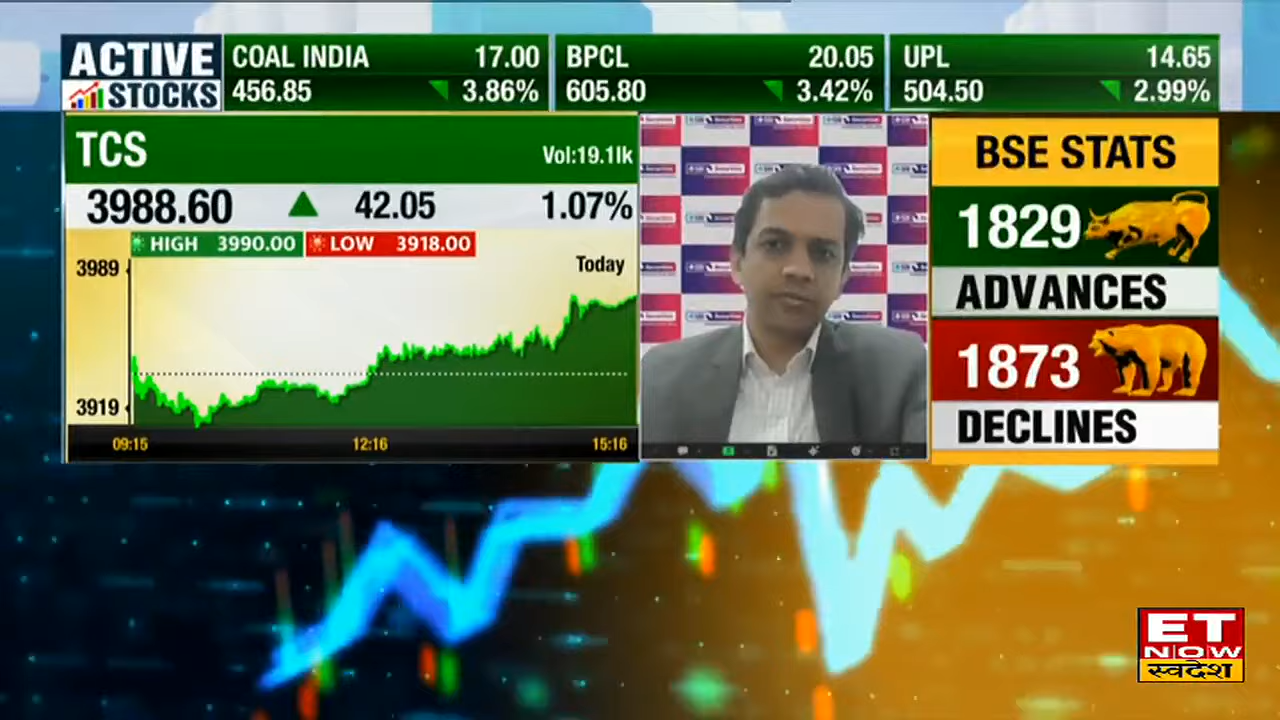 ACTIVE
STOCKS
COAL INDIA 17.00
456.85 3.86%
BPCL 20.05
605.80 3.42%
UPL 14.65
504.50 2.99%
TCS
Vol:19.1lk
3988.60 42.05 1.07%
HIGH 3990.00 LOW 3918.00
Today
3989
3919
09:15 12:16 15:16
BSE STATS
1829
ADVANCES
1873
DECLINES
ET
NOW
स्वदेश